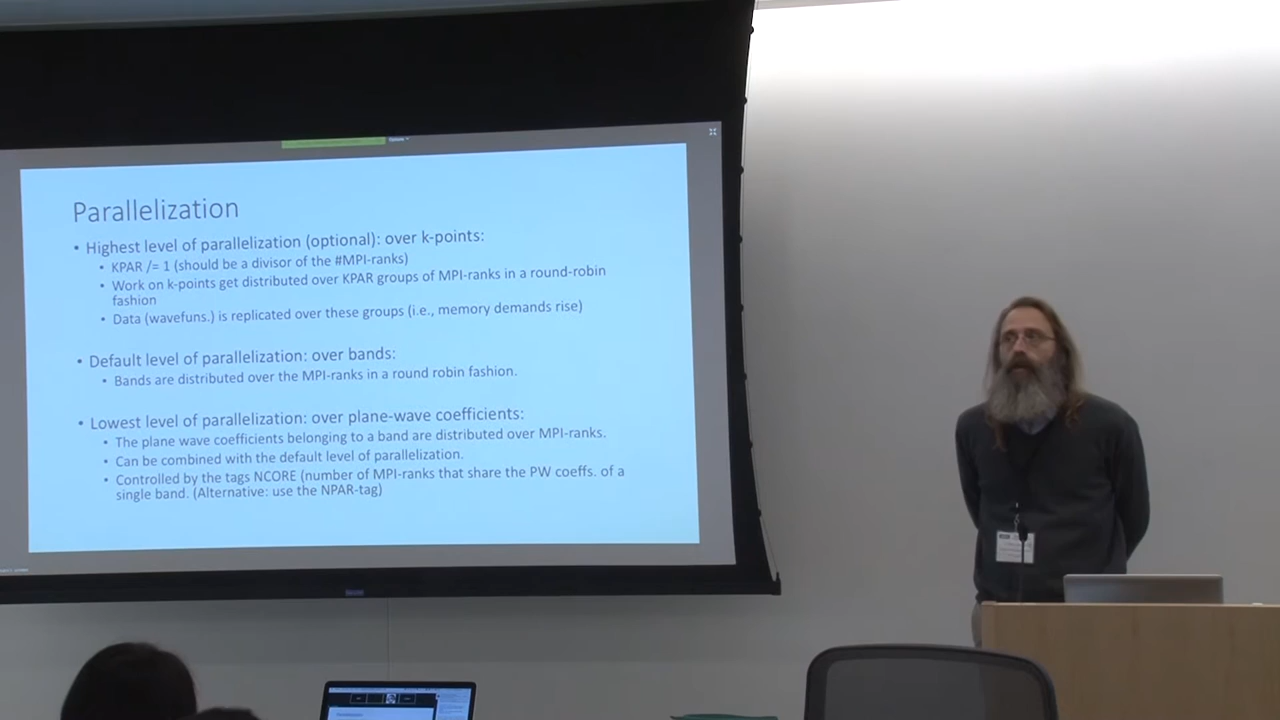 Options
Parallelization
• Highest level of parallelization (optional): over k-points:
• KPAR /= 1 (should be a divisor of the #MPI-ranks)
• Work on k-points get distributed over KPAR groups of MPI-ranks in a round-robin
fashion
• Data (wavefuns.) is replicated over these groups (i.e., memory demands rise)
• Default level of parallelization: over bands:
• Bands are distributed over the MPI-ranks in a round robin fashion.
• Lowest level of parallelization: over plane-wave coefficients:
• The plane wave coefficients belonging to a band are distributed over MPI-ranks.
• Can be combined with the default level of parallelization.
• Controlled by the tags NCORE (number of MPI-ranks that share the PW coeffs. of a
single band. (Alternative: use the NPAR-tag)